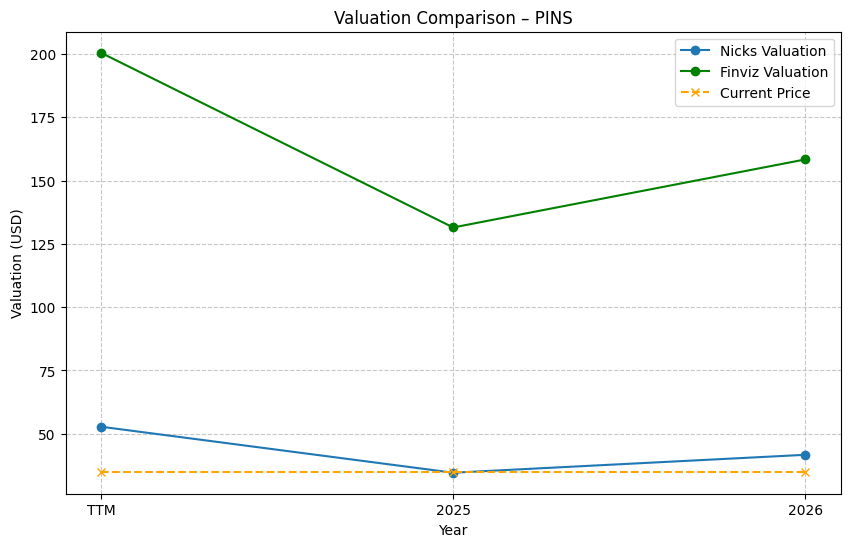 Valuation Comparison – PINS
Nicks Valuation
Finviz Valuation
Current Price
Valuation (USD)
200
175
150
125
100
75
50
TTM
2025
2026
Year